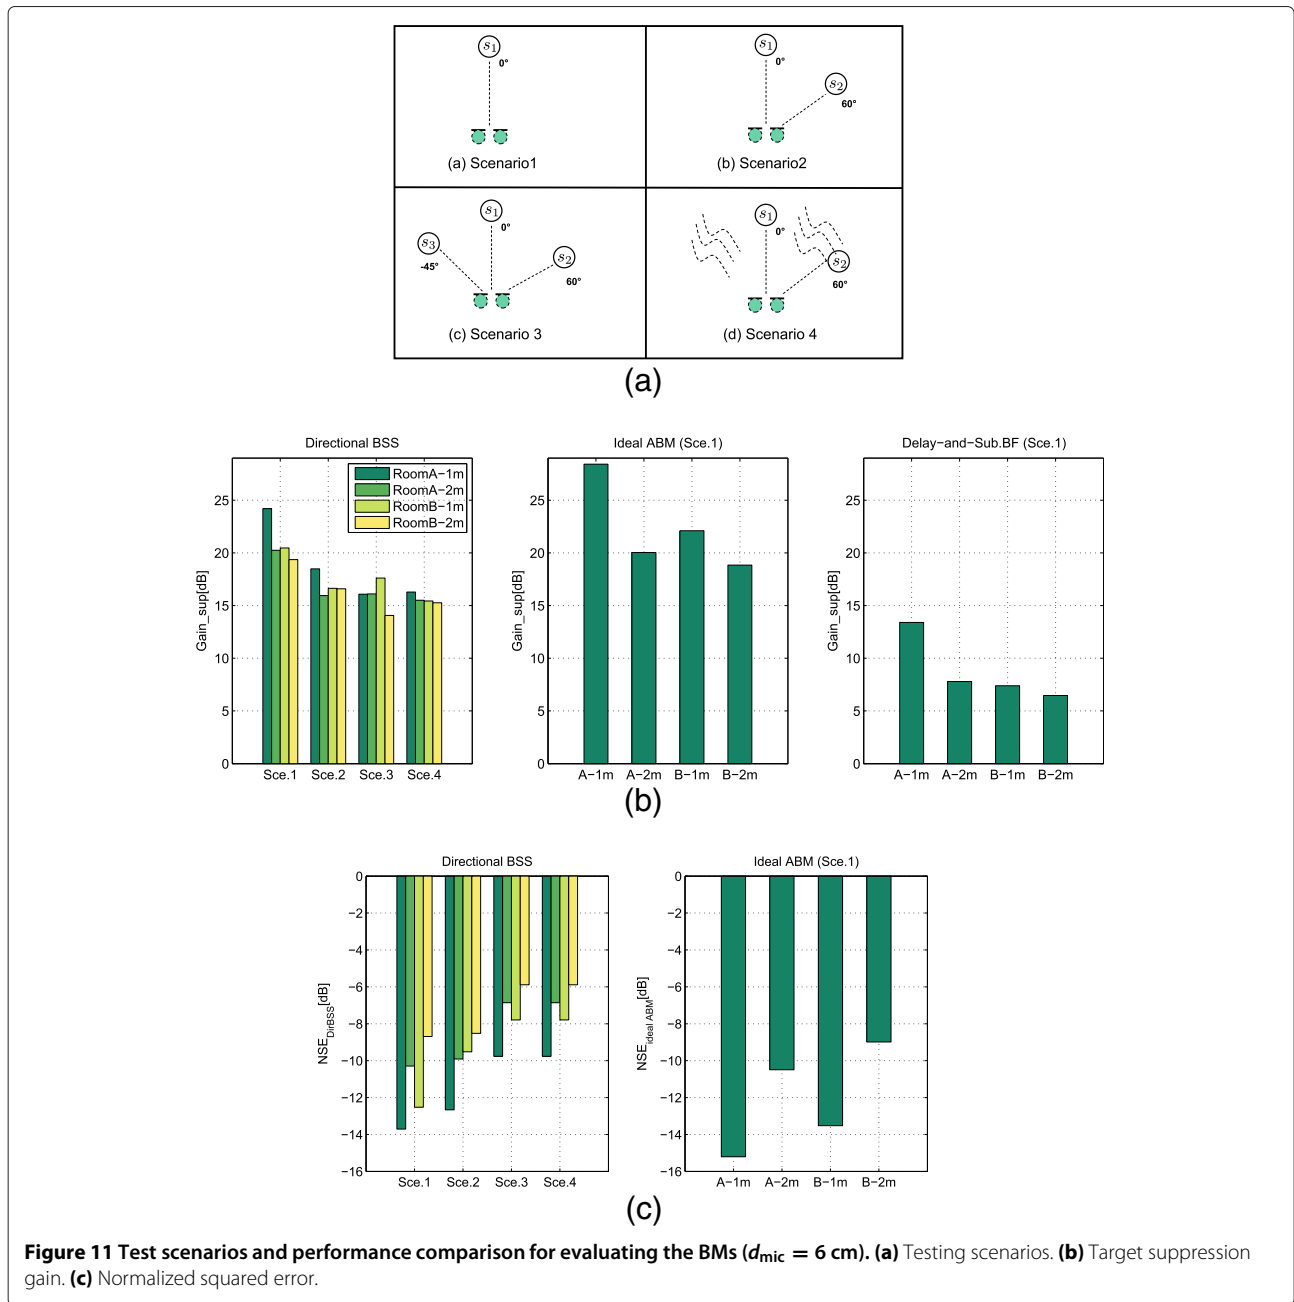 s1
0°
(a) Scenario1
s1
0°
s2
60°
(b) Scenario2
s1
0°
s3
-45°
s2
60°
(c) Scenario 3
s1
0°
s2
60°
(d) Scenario 4
(a)
Directional BSS
RoomA−1m
RoomA−2m
RoomB−1m
RoomB−2m
Gain_sup[dB]
25
20
15
10
5
0
Sce.1 Sce.2 Sce.3 Sce.4
Ideal ABM (Sce.1)
Gain_sup[dB]
25
20
15
10
5
0
A−1m A−2m B−1m B−2m
Delay−and−Sub.BF (Sce.1)
Gain_sup[dB]
25
20
15
10
5
0
A−1m A−2m B−1m B−2m
(b)
Directional BSS
NSE_DirBSS[dB]
0
−2
−4
−6
−8
−10
−12
−14
−16
Sce.1 Sce.2 Sce.3 Sce.4
Ideal ABM (Sce.1)
NSE_ideal ABM[dB]
0
−2
−4
−6
−8
−10
−12
−14
−16
A−1m A−2m B−1m B−2m
(c)
Figure 11 Test scenarios and performance comparison for evaluating the BMs (d_mic = 6 cm). (a) Testing scenarios. (b) Target suppression
gain. (c) Normalized squared error.